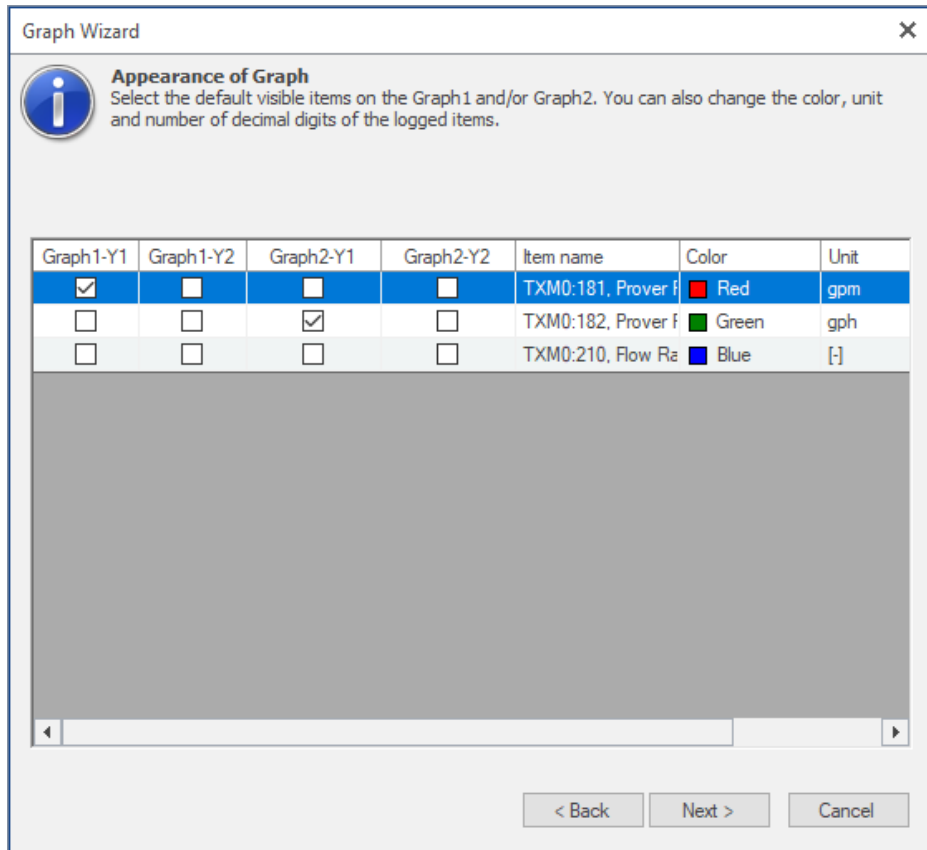 Graph Wizard
Appearance of Graph
Select the default visible items on the Graph1 and/or Graph2. You can also change the color, unit
and number of decimal digits of the logged items.
Graph1-Y1 Graph1-Y2 Graph2-Y1 Graph2-Y2 Item name Color Unit
TXM0:181, Prover F Red gpm
TXM0:182, Prover F Green gph
TXM0:210, Flow Ra Blue [-]
< Back Next > Cancel